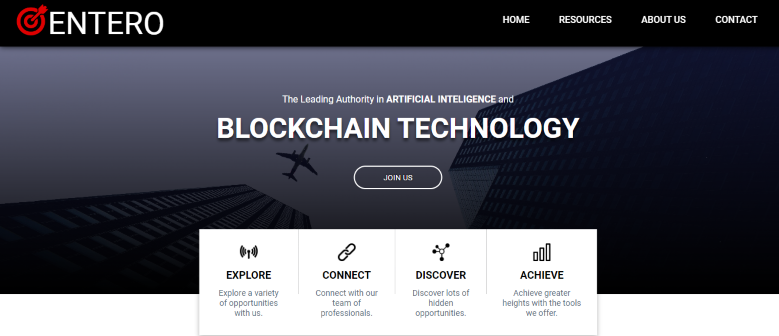 ENTERO
HOME RESOURCES ABOUT US CONTACT
The Leading Authority in ARTIFICIAL INTELIGENCE and
BLOCKCHAIN TECHNOLOGY
JOIN US
EXPLORE
Explore a variety
of opportunities
with us.
CONNECT
Connect with our
team of
professionals.
DISCOVER
Discover lots of
hidden
opportunities.
ACHIEVE
Achieve greater
heights with the tools
we offer.